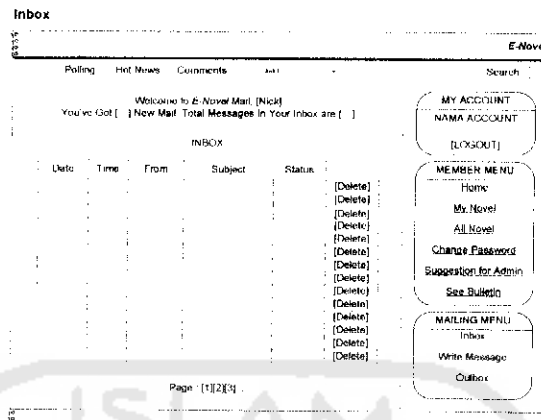 Inbox
E-Nove
Polling Hot News Comments Search
Welcome to E-Novel Mail, [Nick]
You've Got [ ] New Mail. Total Messages In Your Inbox are [ ]
INBOX
Date Time From Subject Status
[Delete]
[Delete]
[Delete]
[Delete]
[Delete]
[Delete]
[Delete]
[Delete]
[Delete]
[Delete]
[Delete]
[Delete]
[Delete]
[Delete]
Page : [1][2][3]
MY ACCOUNT
NAMA ACCOUNT
[LOGOUT]
MEMBER MENU
Home
My Novel
All Novel
Change Password
Suggestion for Admin
See Bulletin
MAILING MENU
Inbox
Write Message
Outbox
ISLAM